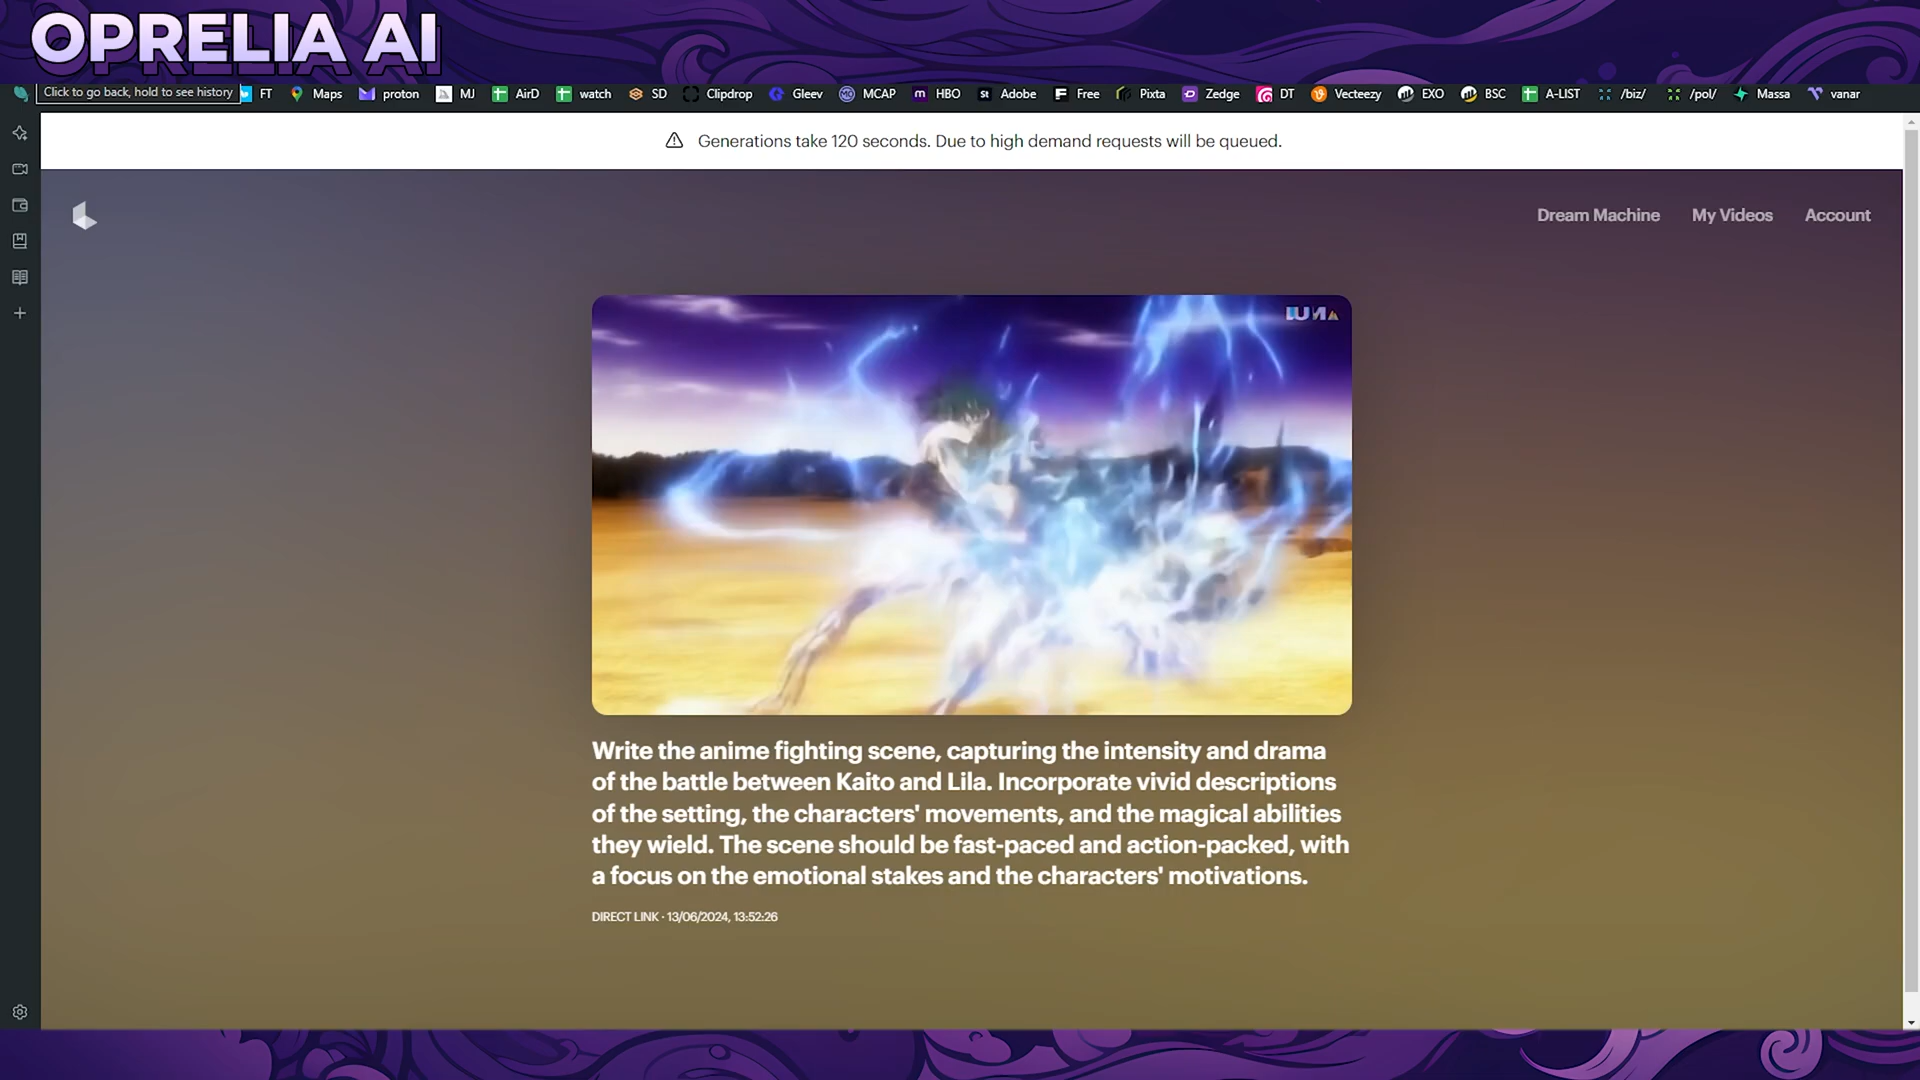 OPRELIA AI
Click to go back, hold to see history FT Maps proton MJ AirD watch SD Clipdrop Gleev MCAP HBO Adobe Free Pixta Zedge DT Vecteezy EXO BSC A-LIST /biz/ /pol/ Massa vanar
Generations take 120 seconds. Due to high demand requests will be queued.
Dream Machine My Videos Account
Write the anime fighting scene, capturing the intensity and drama
of the battle between Kaito and Lila. Incorporate vivid descriptions
of the setting, the characters' movements, and the magical abilities
they wield. The scene should be fast-paced and action-packed, with
a focus on the emotional stakes and the characters' motivations.
DIRECT LINK · 13/06/2024, 13:52:26